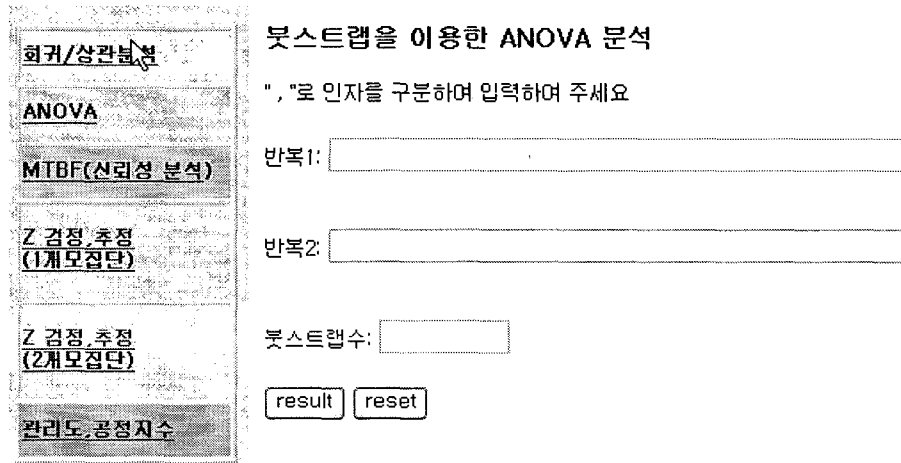 회귀/상관분석
ANOVA
MTBF(신뢰성 분석)
Z 검정,추정
(1개모집단)
Z 검정,추정
(2개모집단)
관리도,공정지수
붓스트랩을 이용한 ANOVA 분석
" , "로 인자를 구분하여 입력하여 주세요
반복1:
반복2:
붓스트랩수:
result reset